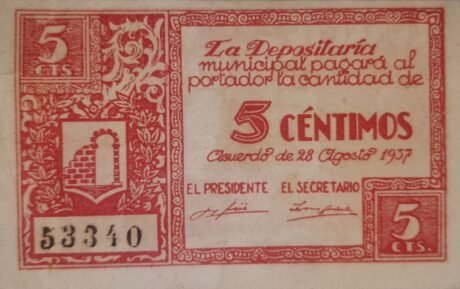 5
CTS.
La Depositaría
municipal pagará al
portador la cantidad de
5 CÉNTIMOS
Acuerdo de 28 Agosto 1937
EL PRESIDENTE EL SECRETARIO
53340
5
CTS.